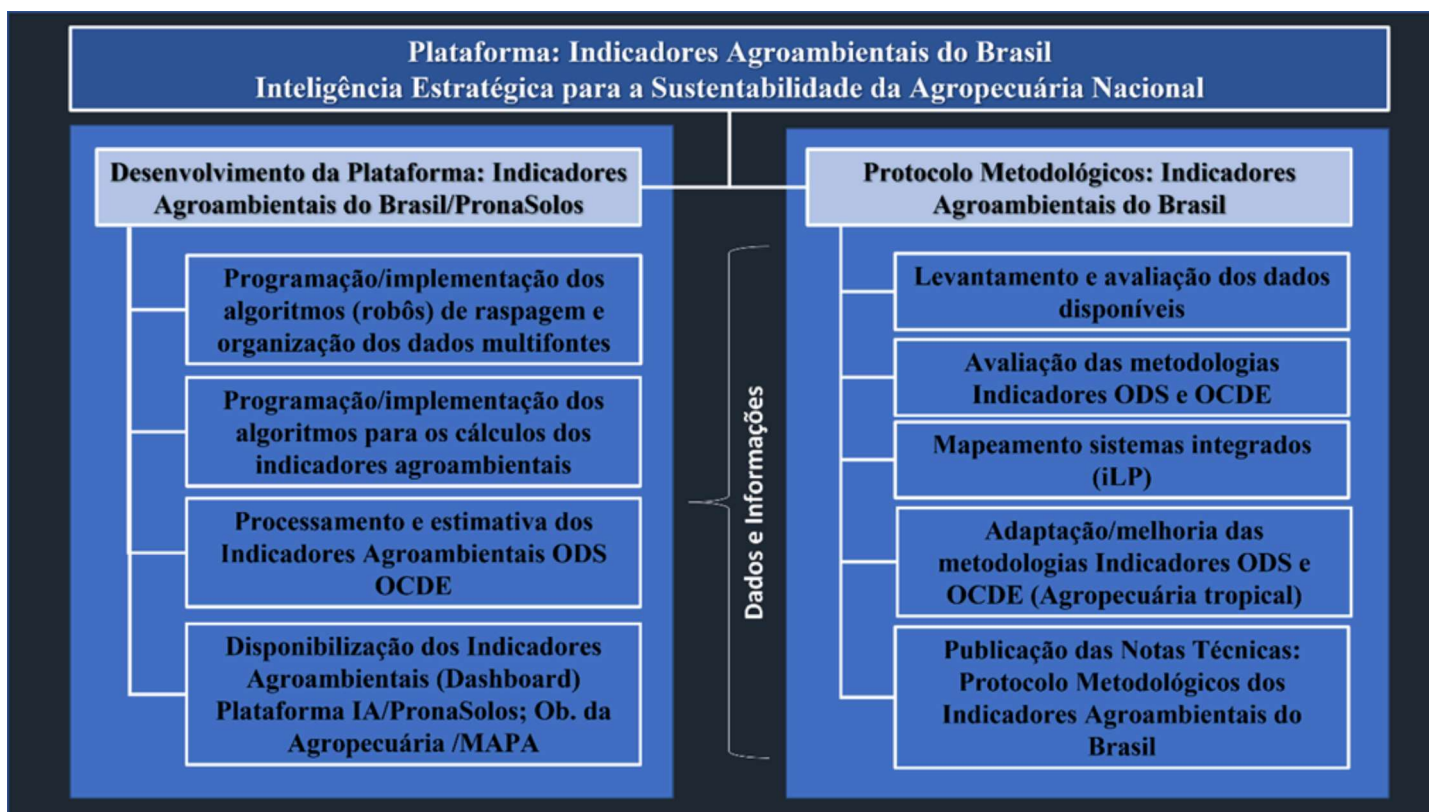 Plataforma: Indicadores Agroambientais do Brasil
Inteligência Estratégica para a Sustentabilidade da Agropecuária Nacional
Desenvolvimento da Plataforma: Indicadores
Agroambientais do Brasil/PronaSolos
Programação/implementação dos
algoritmos (robôs) de raspagem e
organização dos dados multifontes
Programação/implementação dos
algoritmos para os cálculos dos
indicadores agroambientais
Processamento e estimativa dos
Indicadores Agroambientais ODS
OCDE
Disponibilização dos Indicadores
Agroambientais (Dashboard)
Plataforma IA/PronaSolos; Ob. da
Agropecuária /MAPA
Dados e Informações
Protocolo Metodológicos: Indicadores
Agroambientais do Brasil
Levantamento e avaliação dos dados
disponíveis
Avaliação das metodologias
Indicadores ODS e OCDE
Mapeamento sistemas integrados
(iLP)
Adaptação/melhoria das
metodologias Indicadores ODS e
OCDE (Agropecuária tropical)
Publicação das Notas Técnicas:
Protocolo Metodológicos dos
Indicadores Agroambientais do
Brasil